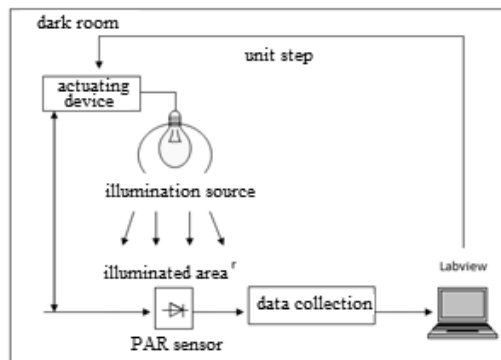 dark room
unit step
actuating
device
illumination source
illuminated area r
Labview
data collection
PAR sensor